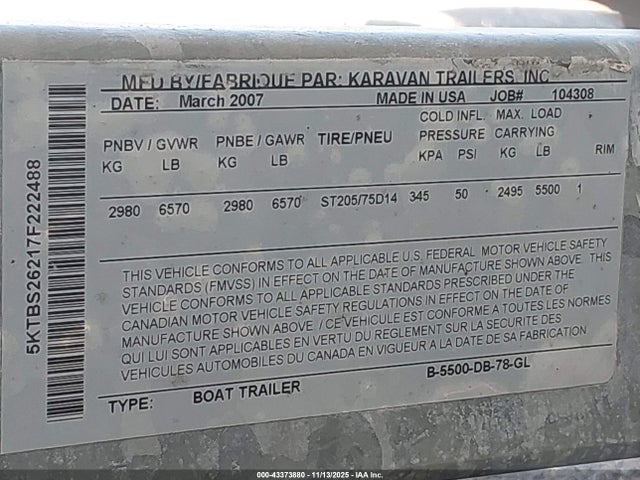 MFD BY/FABRIQUE PAR: KARAVAN TRAILERS, INC
DATE: March 2007 MADE IN USA JOB# 104308
PNBV / GVWR PNBE / GAWR TIRE/PNEU COLD INFL. MAX. LOAD
PRESSURE CARRYING
KG LB KG LB KPA PSI KG LB RIM
2980 6570 2980 6570 ST205/75D14 345 50 2495 5500 1
THIS VEHICLE CONFORMS TO ALL APPLICABLE U.S. FEDERAL MOTOR VEHICLE SAFETY
STANDARDS (FMVSS) IN EFFECT ON THE DATE OF MANUFACTURE SHOWN ABOVE. THIS
VEHICLE CONFORMS TO ALL APPLICABLE STANDARDS PRESCRIBED UNDER THE
CANADIAN MOTOR VEHICLE SAFETY REGULATIONS IN EFFECT ON THE DATE OF
MANUFACTURE SHOWN ABOVE / CE VEHICULE EST CONFORME A TOUTES LES NORMES
QUI LUI SONT APPLICABLES EN VERTU DU REGLEMENT SUR LA SECURITE DES
VEHICULES AUTOMOBILES DU CANADA EN VIGUEUR A LA DATE DE SA FABRICATION
B-5500-DB-78-GL
TYPE: BOAT TRAILER
5KTBS26217F222488
000-43373880 - 11/13/2025 - IAA Inc.